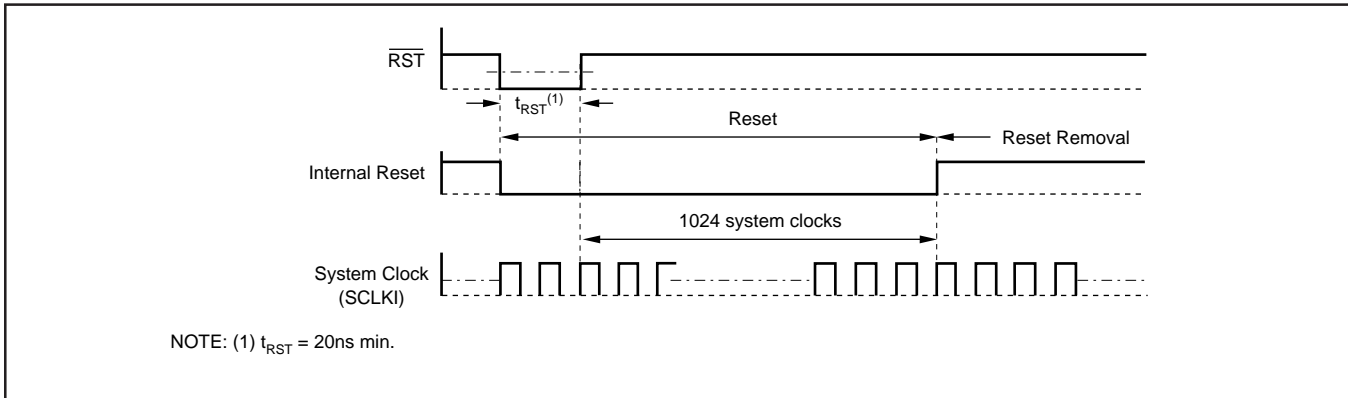 RST
t_RST(1)
Reset
Reset Removal
Internal Reset
1024 system clocks
System Clock
(SCLKI)
NOTE: (1) t_RST = 20ns min.